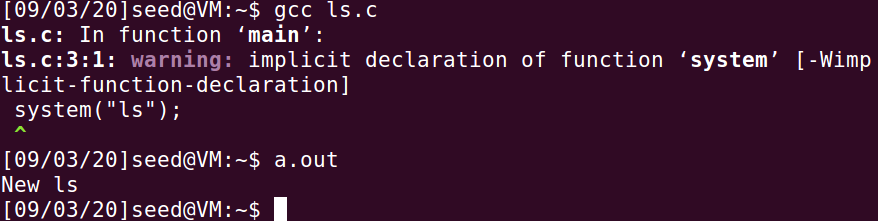 [09/03/20]seed@VM:~$ gcc ls.c
ls.c: In function ‘main’:
ls.c:3:1: warning: implicit declaration of function ‘system’ [-Wimp
licit-function-declaration]
 system("ls");
 ^
[09/03/20]seed@VM:~$ a.out
New ls
[09/03/20]seed@VM:~$